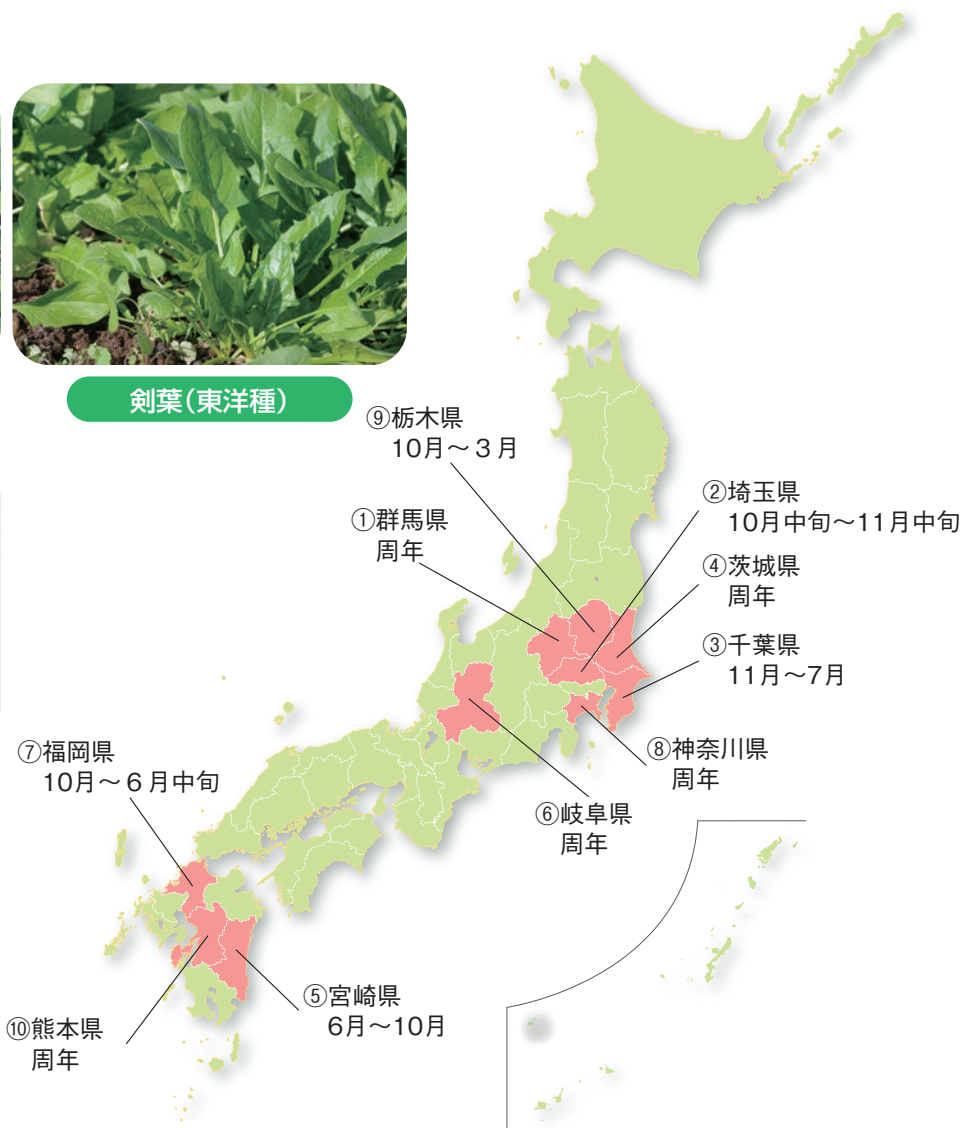 剣葉(東洋種)
⑨栃木県
10月～3月
②埼玉県
10月中旬～11月中旬
①群馬県
周年
④茨城県
周年
③千葉県
11月～7月
⑦福岡県
10月～6月中旬
⑧神奈川県
周年
⑥岐阜県
周年
⑤宮崎県
6月～10月
⑩熊本県
周年